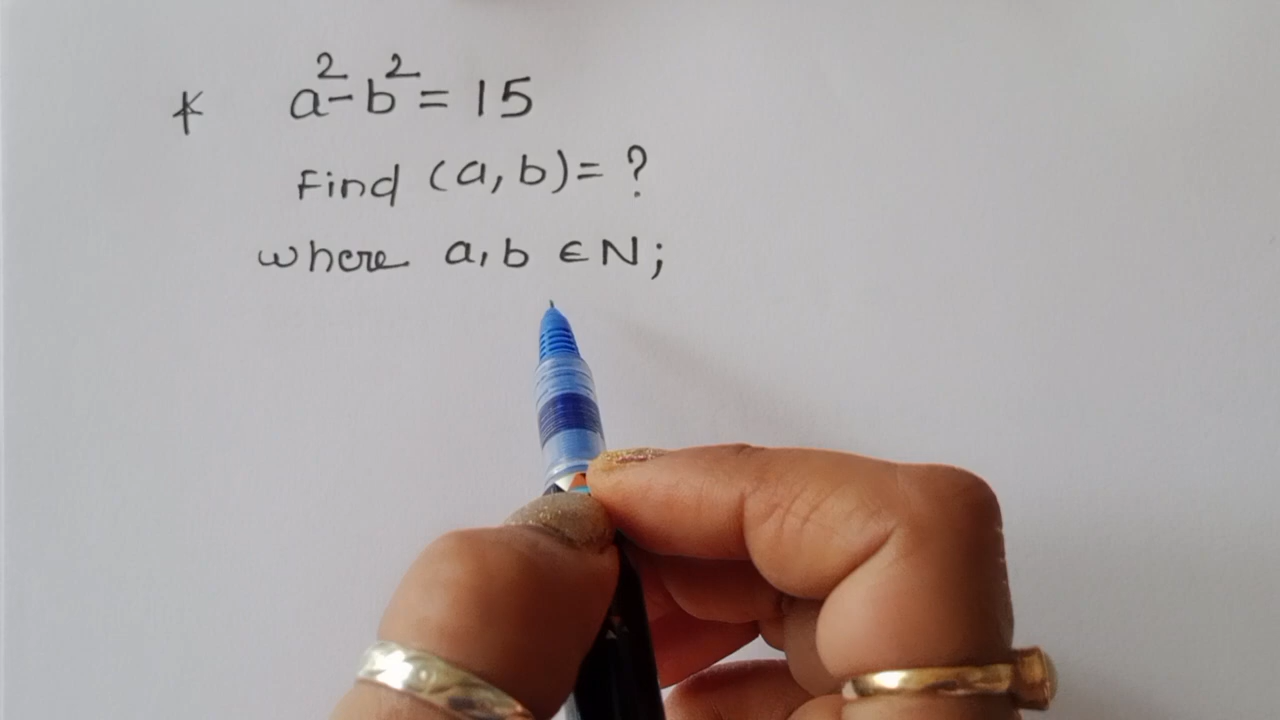 * a²-b² = 15
Find (a,b) = ?
where a,b ∈ N;